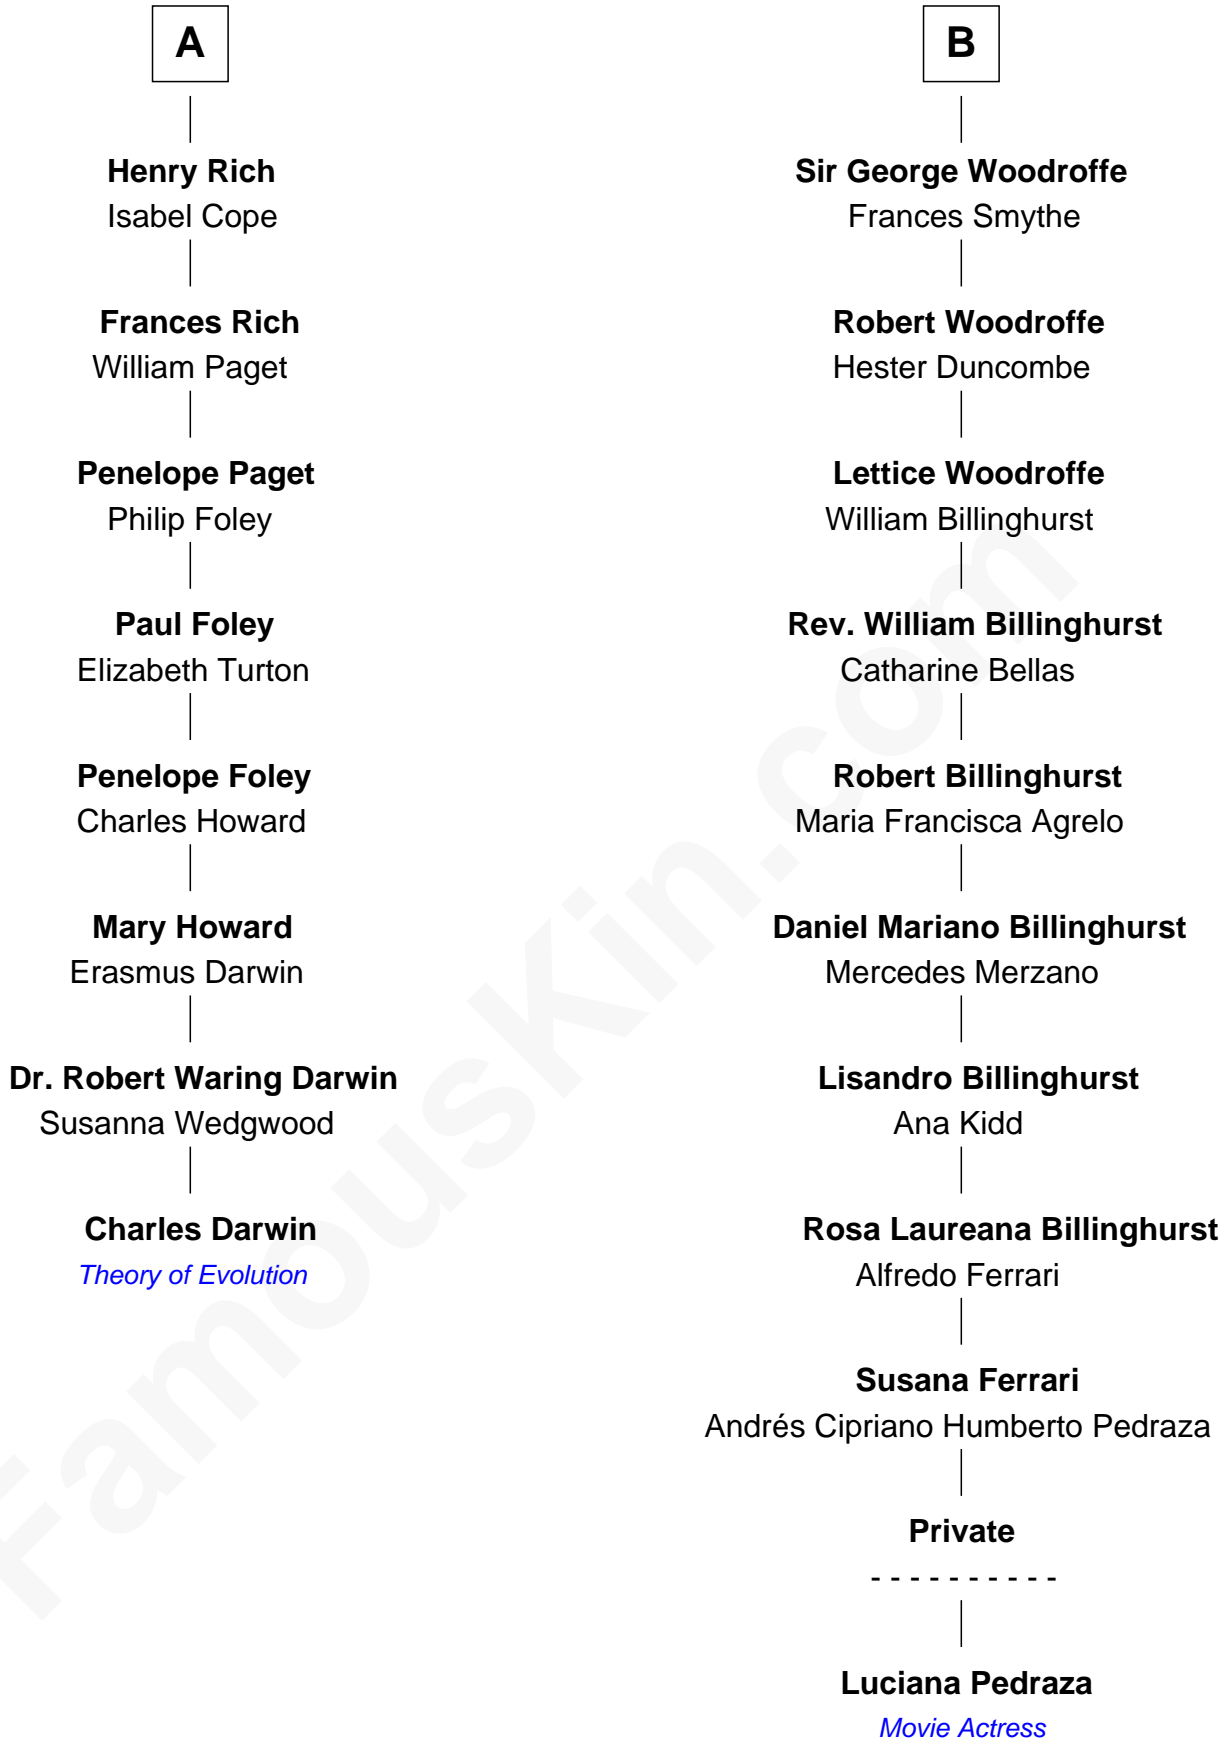 A
Henry Rich
Isabel Cope
Frances Rich
William Paget
Penelope Paget
Philip Foley
Paul Foley
Elizabeth Turton
Penelope Foley
Charles Howard
Mary Howard
Erasmus Darwin
Dr. Robert Waring Darwin
Susanna Wedgwood
Charles Darwin
Theory of Evolution
B
Sir George Woodroffe
Frances Smythe
Robert Woodroffe
Hester Duncombe
Lettice Woodroffe
William Billinghurst
Rev. William Billinghurst
Catharine Bellas
Robert Billinghurst
Maria Francisca Agrelo
Daniel Mariano Billinghurst
Mercedes Merzano
Lisandro Billinghurst
Ana Kidd
Rosa Laureana Billinghurst
Alfredo Ferrari
Susana Ferrari
Andrés Cipriano Humberto Pedraza
Private
- - - - - - - - - -
Luciana Pedraza
Movie Actress
FamousKin.com